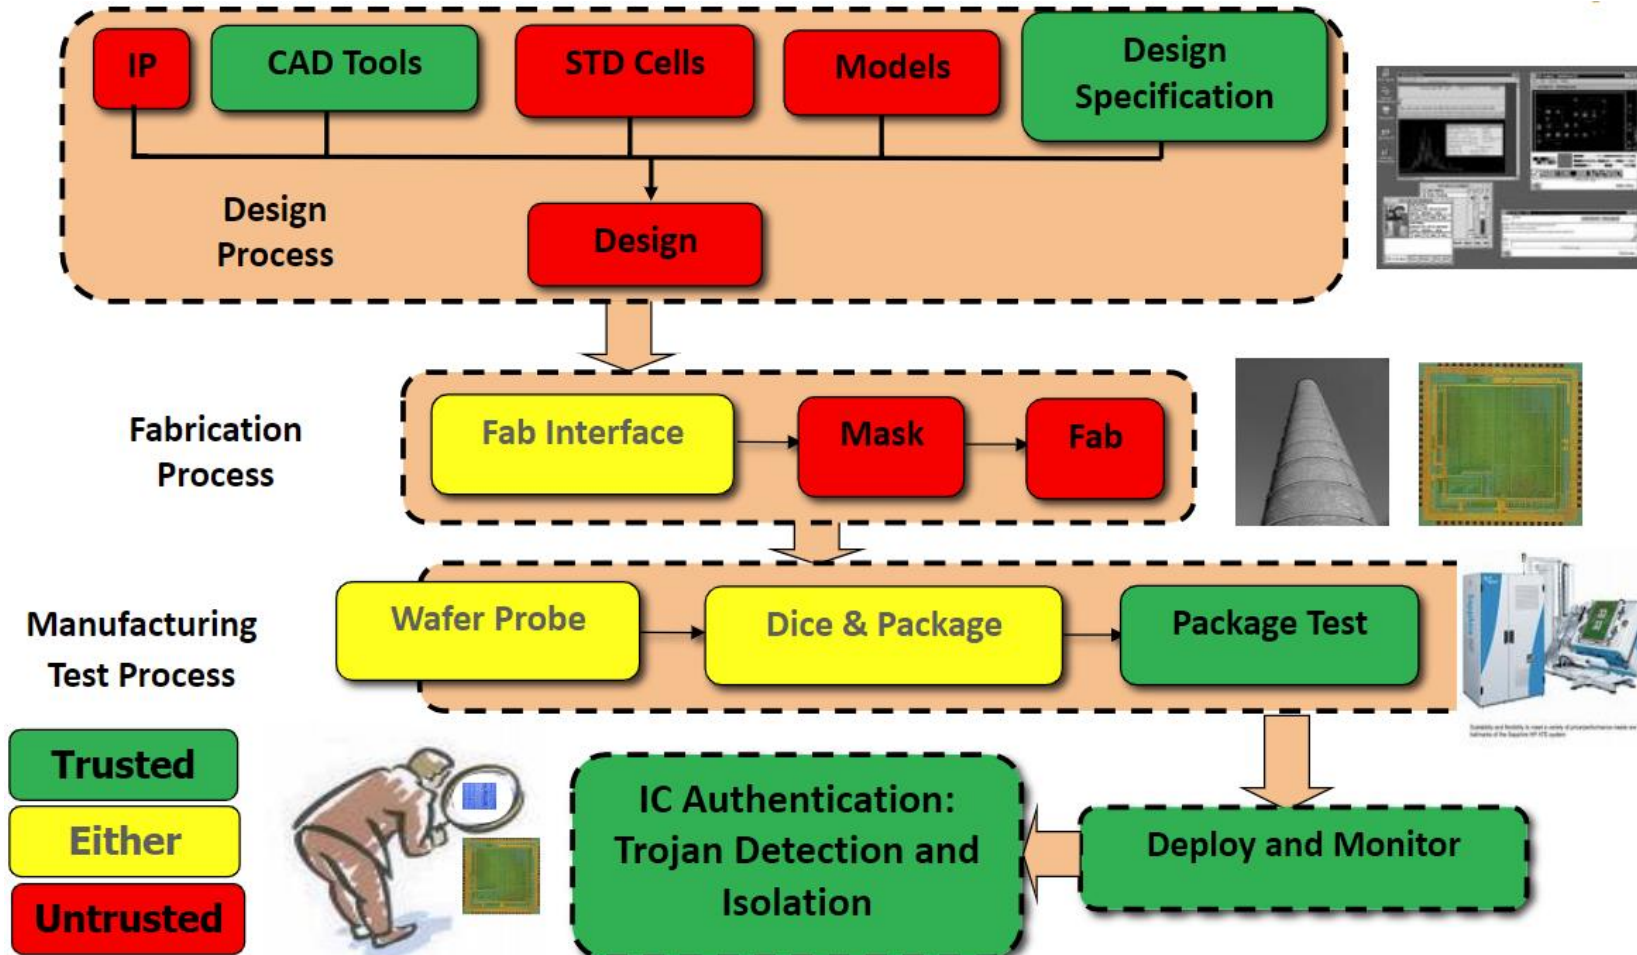 IP
CAD Tools
STD Cells
Models
Design
Specification
Design
Process
Design
Fabrication
Process
Fab Interface
Mask
Fab
Manufacturing
Test Process
Wafer Probe
Dice & Package
Package Test
Trusted
Either
Untrusted
IC Authentication:
Trojan Detection and
Isolation
Deploy and Monitor